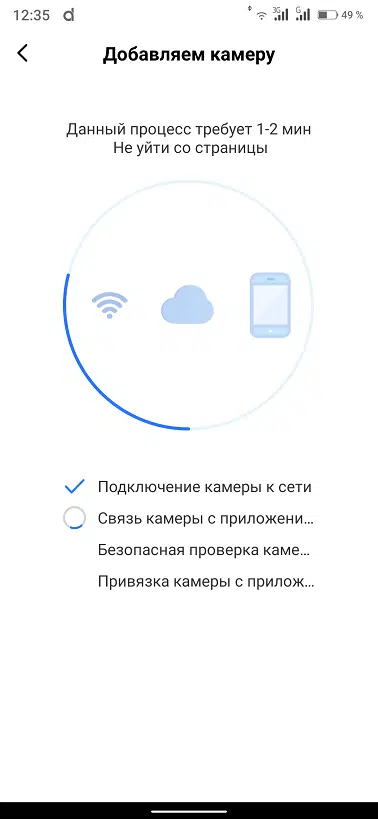 12:35 d 3G G 49 %
Добавляем камеру
Данный процесс требует 1-2 мин
Не уйти со страницы
Подключение камеры к сети
Связь камеры с приложени...
Безопасная проверка каме...
Привязка камеры с прилож...